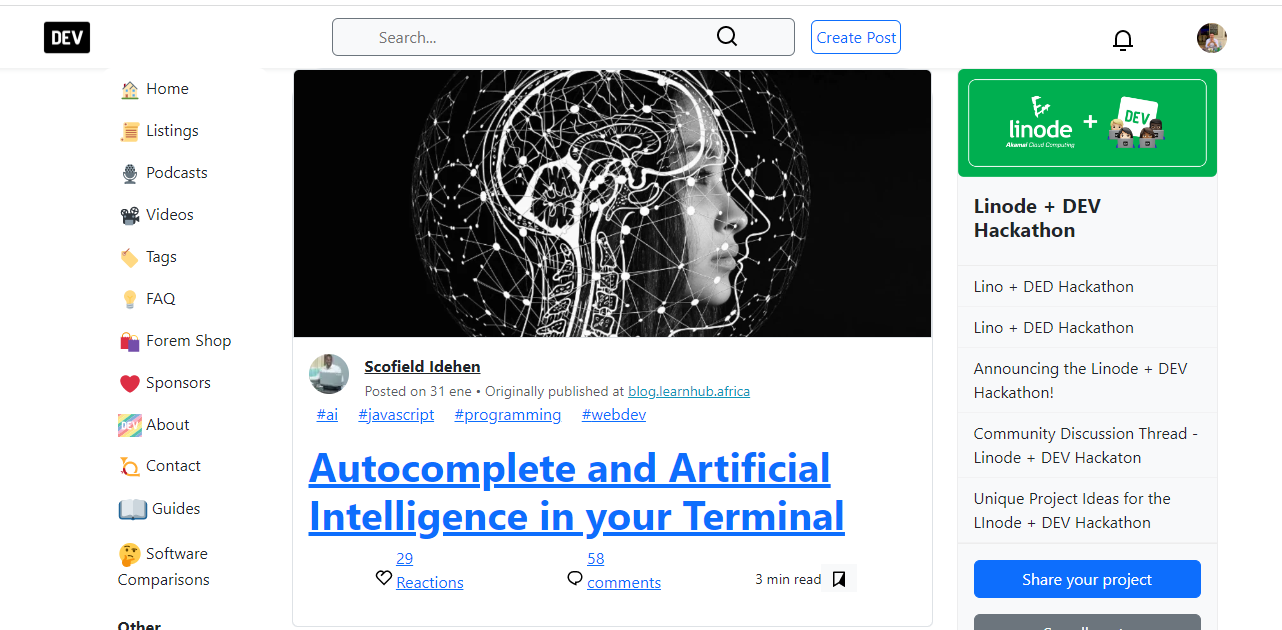 DEV
Search...
Create Post
Home
Listings
Podcasts
Videos
Tags
FAQ
Forem Shop
Sponsors
DEV
About
Contact
Guides
Software
Comparisons
Other
Scofield Idehen
Posted on 31 ene • Originally published at blog.learnhub.africa
#ai #javascript #programming #webdev
Autocomplete and Artificial
Intelligence in your Terminal
29
Reactions
58
comments
3 min read
linode + DEV
Akamai Cloud Computing
Linode + DEV
Hackathon
Lino + DED Hackathon
Lino + DED Hackathon
Announcing the Linode + DEV
Hackathon!
Community Discussion Thread -
Linode + DEV Hackaton
Unique Project Ideas for the
LInode + DEV Hackathon
Share your project